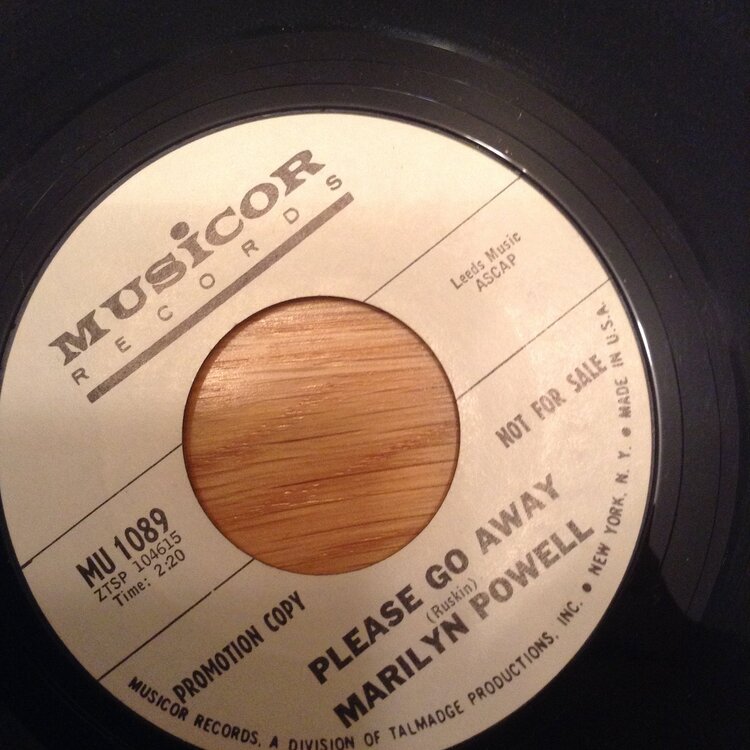 MUSICOR
RECORDS
Leeds Music
ASCAP
MU 1089
ZTSP 104615
Time: 2:20
NOT FOR SALE
PROMOTION COPY
PLEASE GO AWAY
(Ruskin)
MARILYN POWELL
MUSICOR RECORDS, A DIVISION OF TALMADGE PRODUCTIONS, INC. • NEW YORK, N. Y. • MADE IN U.S.A.